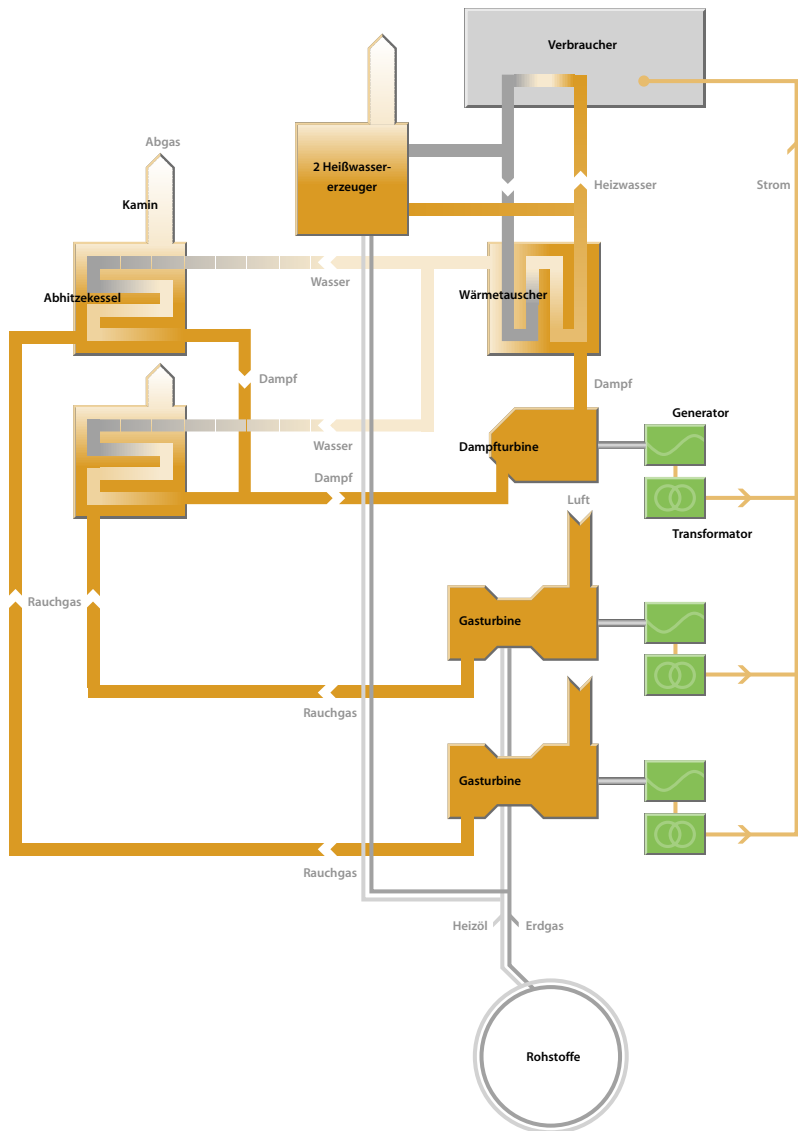 Verbraucher
Abgas
2 Heißwasser-
erzeuger
Heizwasser
Strom
Kamin
Wasser
Abhitzekessel
Wärmetauscher
Dampf
Dampf
Generator
Wasser
Dampfturbine
Dampf
Luft
Transformator
Rauchgas
Gasturbine
Rauchgas
Gasturbine
Rauchgas
Heizöl
Erdgas
Rohstoffe